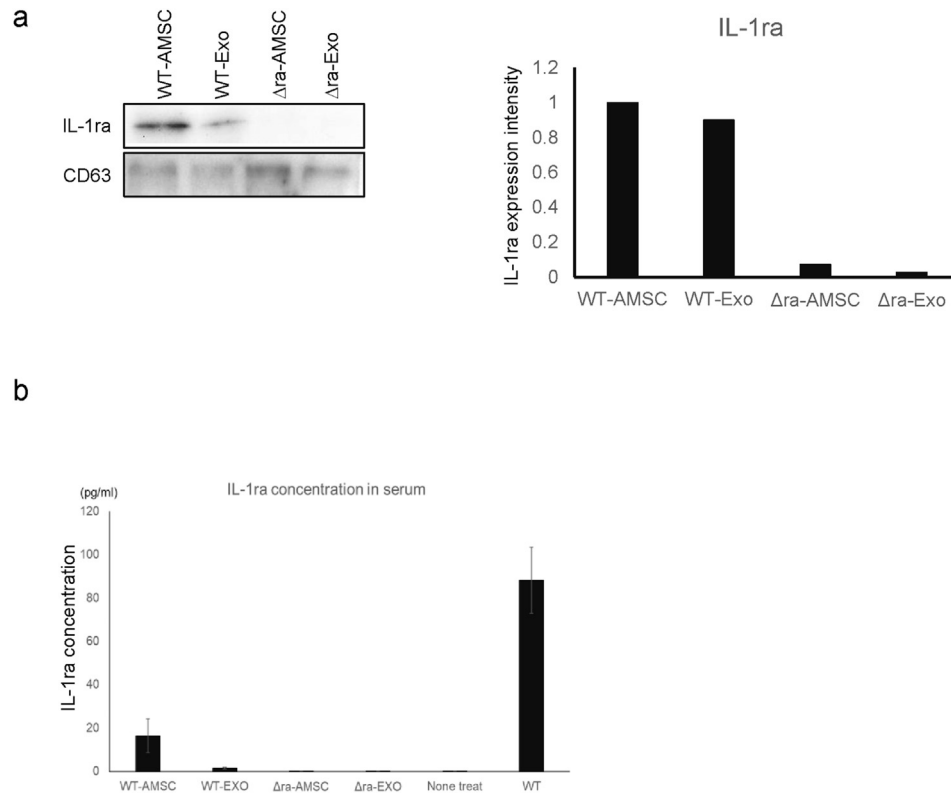 a
WT-AMSC
WT-Exo
Δra-AMSC
Δra-Exo
IL-1ra
CD63
IL-1ra
IL-1ra expression intensity
1.2
1
0.8
0.6
0.4
0.2
0
WT-AMSC WT-Exo Δra-AMSC Δra-Exo
b
(pg/ml)
IL-1ra concentration in serum
IL-1ra concentration
120
100
80
60
40
20
0
WT-AMSC WT-EXO Δra-AMSC Δra-EXO None treat WT